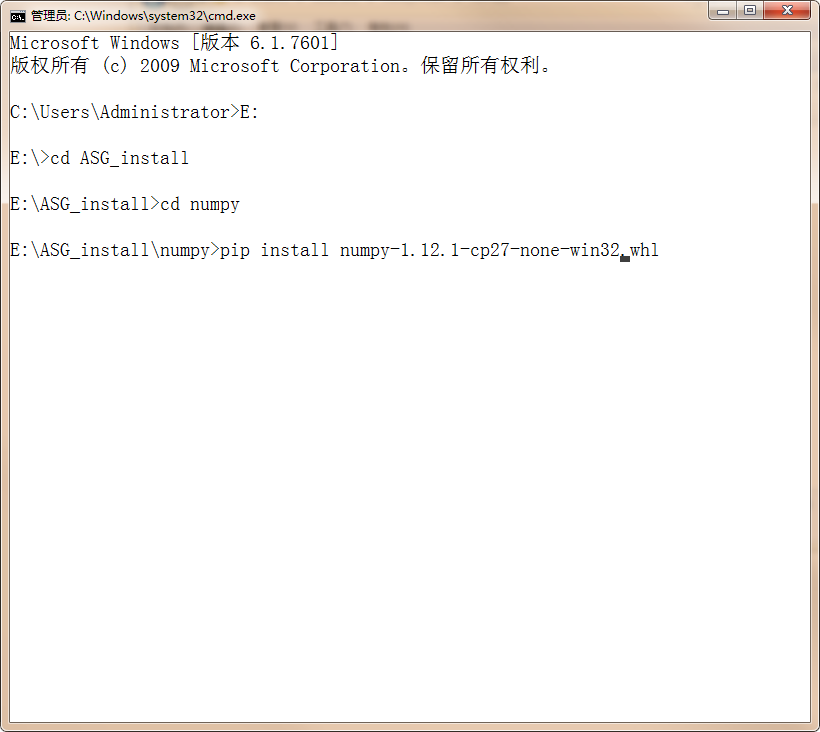 管理员: C:\Windows\system32\cmd.exe
Microsoft Windows [版本 6.1.7601]
版权所有 (c) 2009 Microsoft Corporation。保留所有权利。
C:\Users\Administrator>E:
E:\>cd ASG_install
E:\ASG_install>cd numpy
E:\ASG_install\numpy>pip install numpy-1.12.1-cp27-none-win32.whl